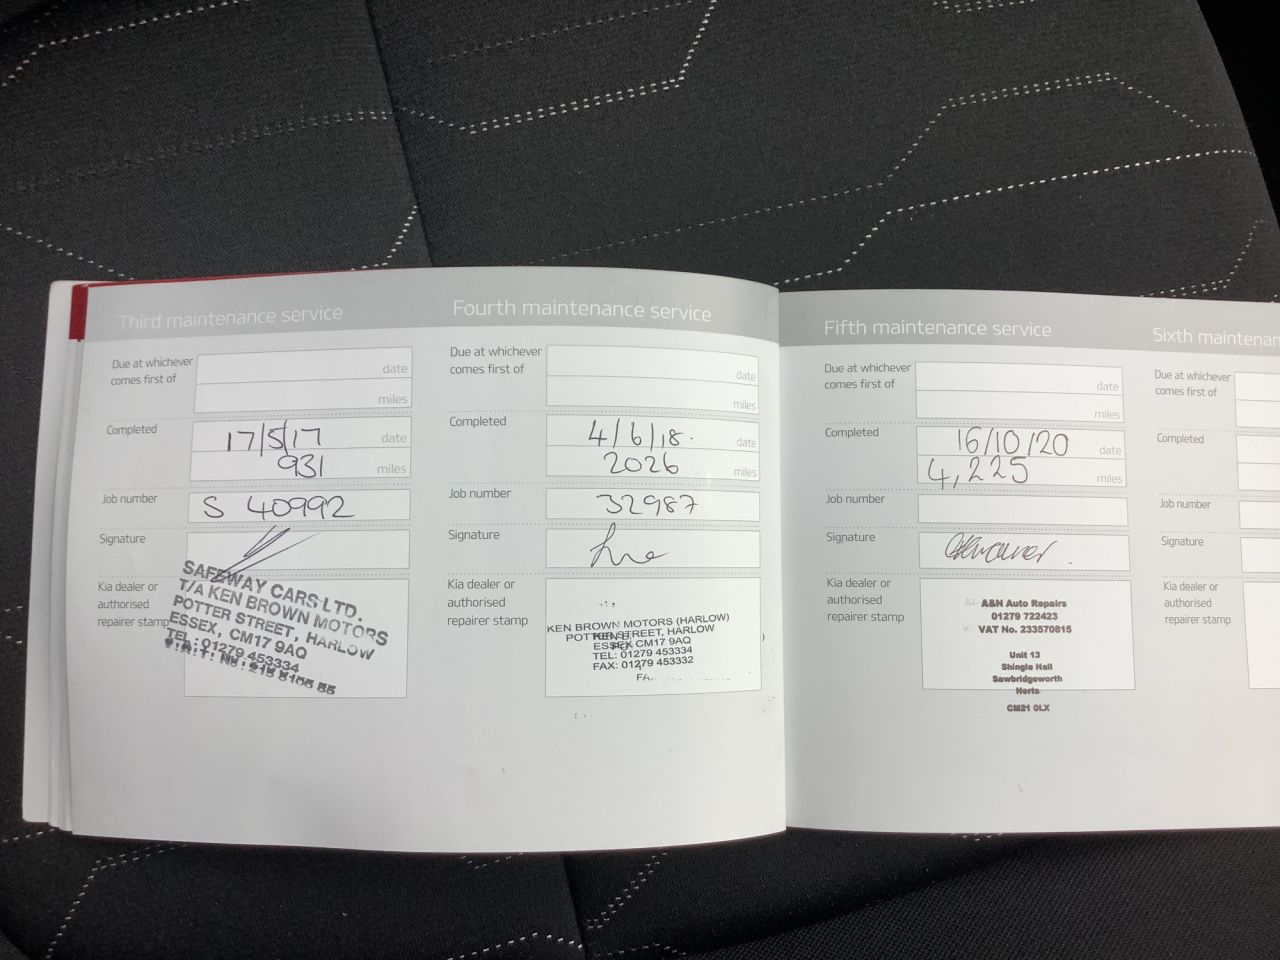 Third maintenance service
Due at whichever
comes first of
date
miles
Completed
17/5/17
date
931
miles
Job number
S 40992
Signature
Kia dealer or
authorised
repairer stamp
SAFEWAY CARS LTD.
T/A KEN BROWN MOTORS
POTTER STREET, HARLOW
ESSEX, CM17 9AQ
TEL: 01279 453334
Fourth maintenance service
Due at whichever
comes first of
date
miles
Completed
4/6/18.
date
2026
miles
Job number
32987
Signature
Kia dealer or
authorised
repairer stamp
KEN BROWN MOTORS (HARLOW)
POTTER STREET, HARLOW
ESSEX CM17 9AQ
TEL: 01279 453334
FAX: 01279 453332
FA
Fifth maintenance service
Due at whichever
comes first of
date
miles
Completed
16/10/20
date
4,225
miles
Job number
Signature
Kia dealer or
authorised
repairer stamp
A&N Auto Repairs
01279 722423
VAT No. 233570815
Unit 13
Shingle Hall
Sawbridgeworth
Herts
CM21 0LX
Sixth maintenan
Due at whichever
comes first of
Completed
Job number
Signature
Kia dealer or
authorised
repairer stamp